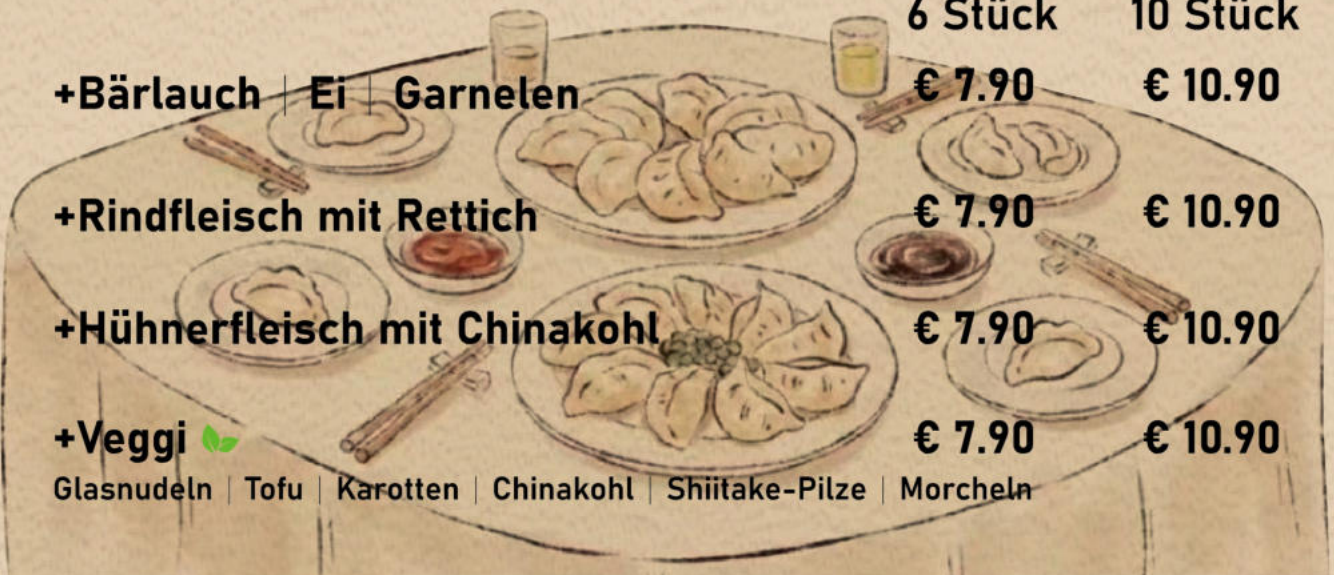 6 Stück 10 Stück
+Bärlauch | Ei | Garnelen € 7.90 € 10.90
+Rindfleisch mit Rettich € 7.90 € 10.90
+Hühnerfleisch mit Chinakohl € 7.90 € 10.90
+Veggi € 7.90 € 10.90
Glasnudeln | Tofu | Karotten | Chinakohl | Shiitake-Pilze | Morcheln